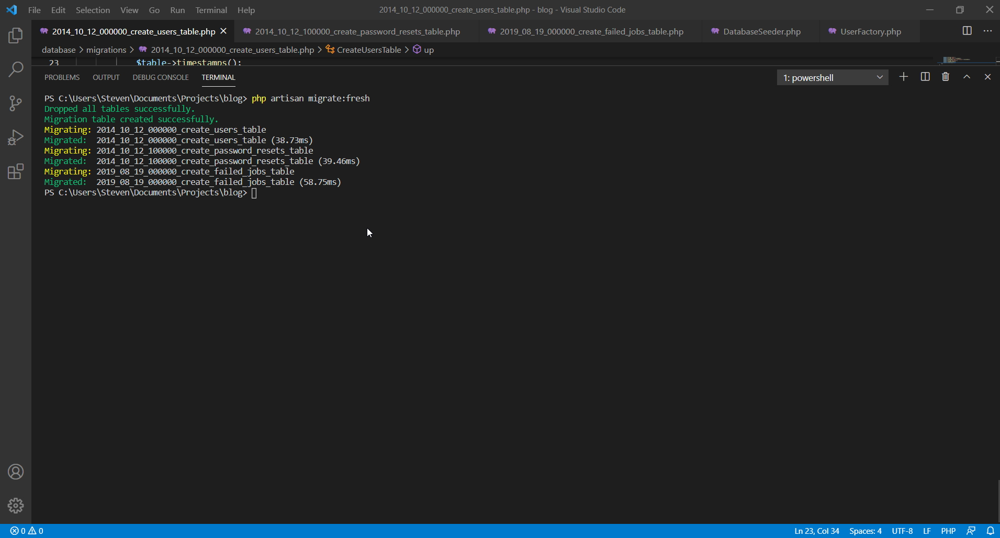 File Edit Selection View Go Run Terminal Help 2014_10_12_000000_create_users_table.php - blog - Visual Studio Code
2014_10_12_000000_create_users_table.php 2014_10_12_100000_create_password_resets_table.php 2019_08_19_000000_create_failed_jobs_table.php DatabaseSeeder.php UserFactory.php
database > migrations > 2014_10_12_000000_create_users_table.php > CreateUsersTable > up
23 $table->timestamps();
PROBLEMS OUTPUT DEBUG CONSOLE TERMINAL 1: powershell
PS C:\Users\Steven\Documents\Projects\blog> php artisan migrate:fresh
Dropped all tables successfully.
Migration table created successfully.
Migrating: 2014_10_12_000000_create_users_table
Migrated:  2014_10_12_000000_create_users_table (38.73ms)
Migrating: 2014_10_12_100000_create_password_resets_table
Migrated:  2014_10_12_100000_create_password_resets_table (39.46ms)
Migrating: 2019_08_19_000000_create_failed_jobs_table
Migrated:  2019_08_19_000000_create_failed_jobs_table (58.75ms)
PS C:\Users\Steven\Documents\Projects\blog>
0 0 Ln 23, Col 34 Spaces: 4 UTF-8 LF PHP